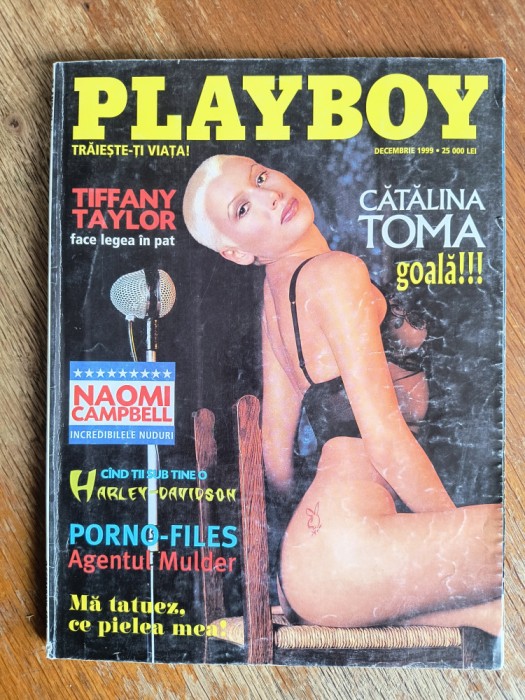 PLAYBOY
TRĂIEȘTE-ȚI VIAȚA!
DECEMBRIE 1999 • 25 000 LEI
TIFFANY
TAYLOR
face legea în pat
CĂTĂLINA
TOMA
goală!!!
NAOMI
CAMPBELL
INCREDIBILELE NUDURI
CÎND ȚII SUB TINE O
HARLEY-DAVIDSON
PORNO-FILES
Agentul Mulder
Mă tatuez,
ce pielea mea!